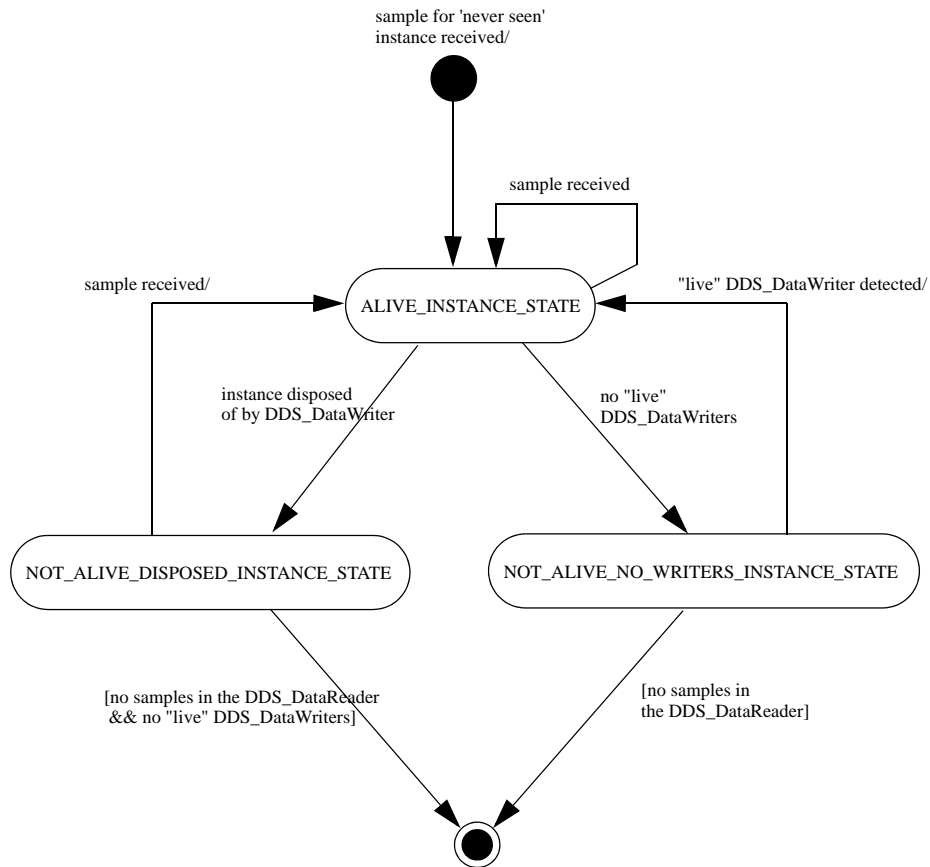 sample for 'never seen'
instance received/
sample received
sample received/
"live" DDS_DataWriter detected/
ALIVE_INSTANCE_STATE
instance disposed
of by DDS_DataWriter
no "live"
DDS_DataWriters
NOT_ALIVE_DISPOSED_INSTANCE_STATE
NOT_ALIVE_NO_WRITERS_INSTANCE_STATE
[no samples in the DDS_DataReader
&& no "live" DDS_DataWriters]
[no samples in
the DDS_DataReader]